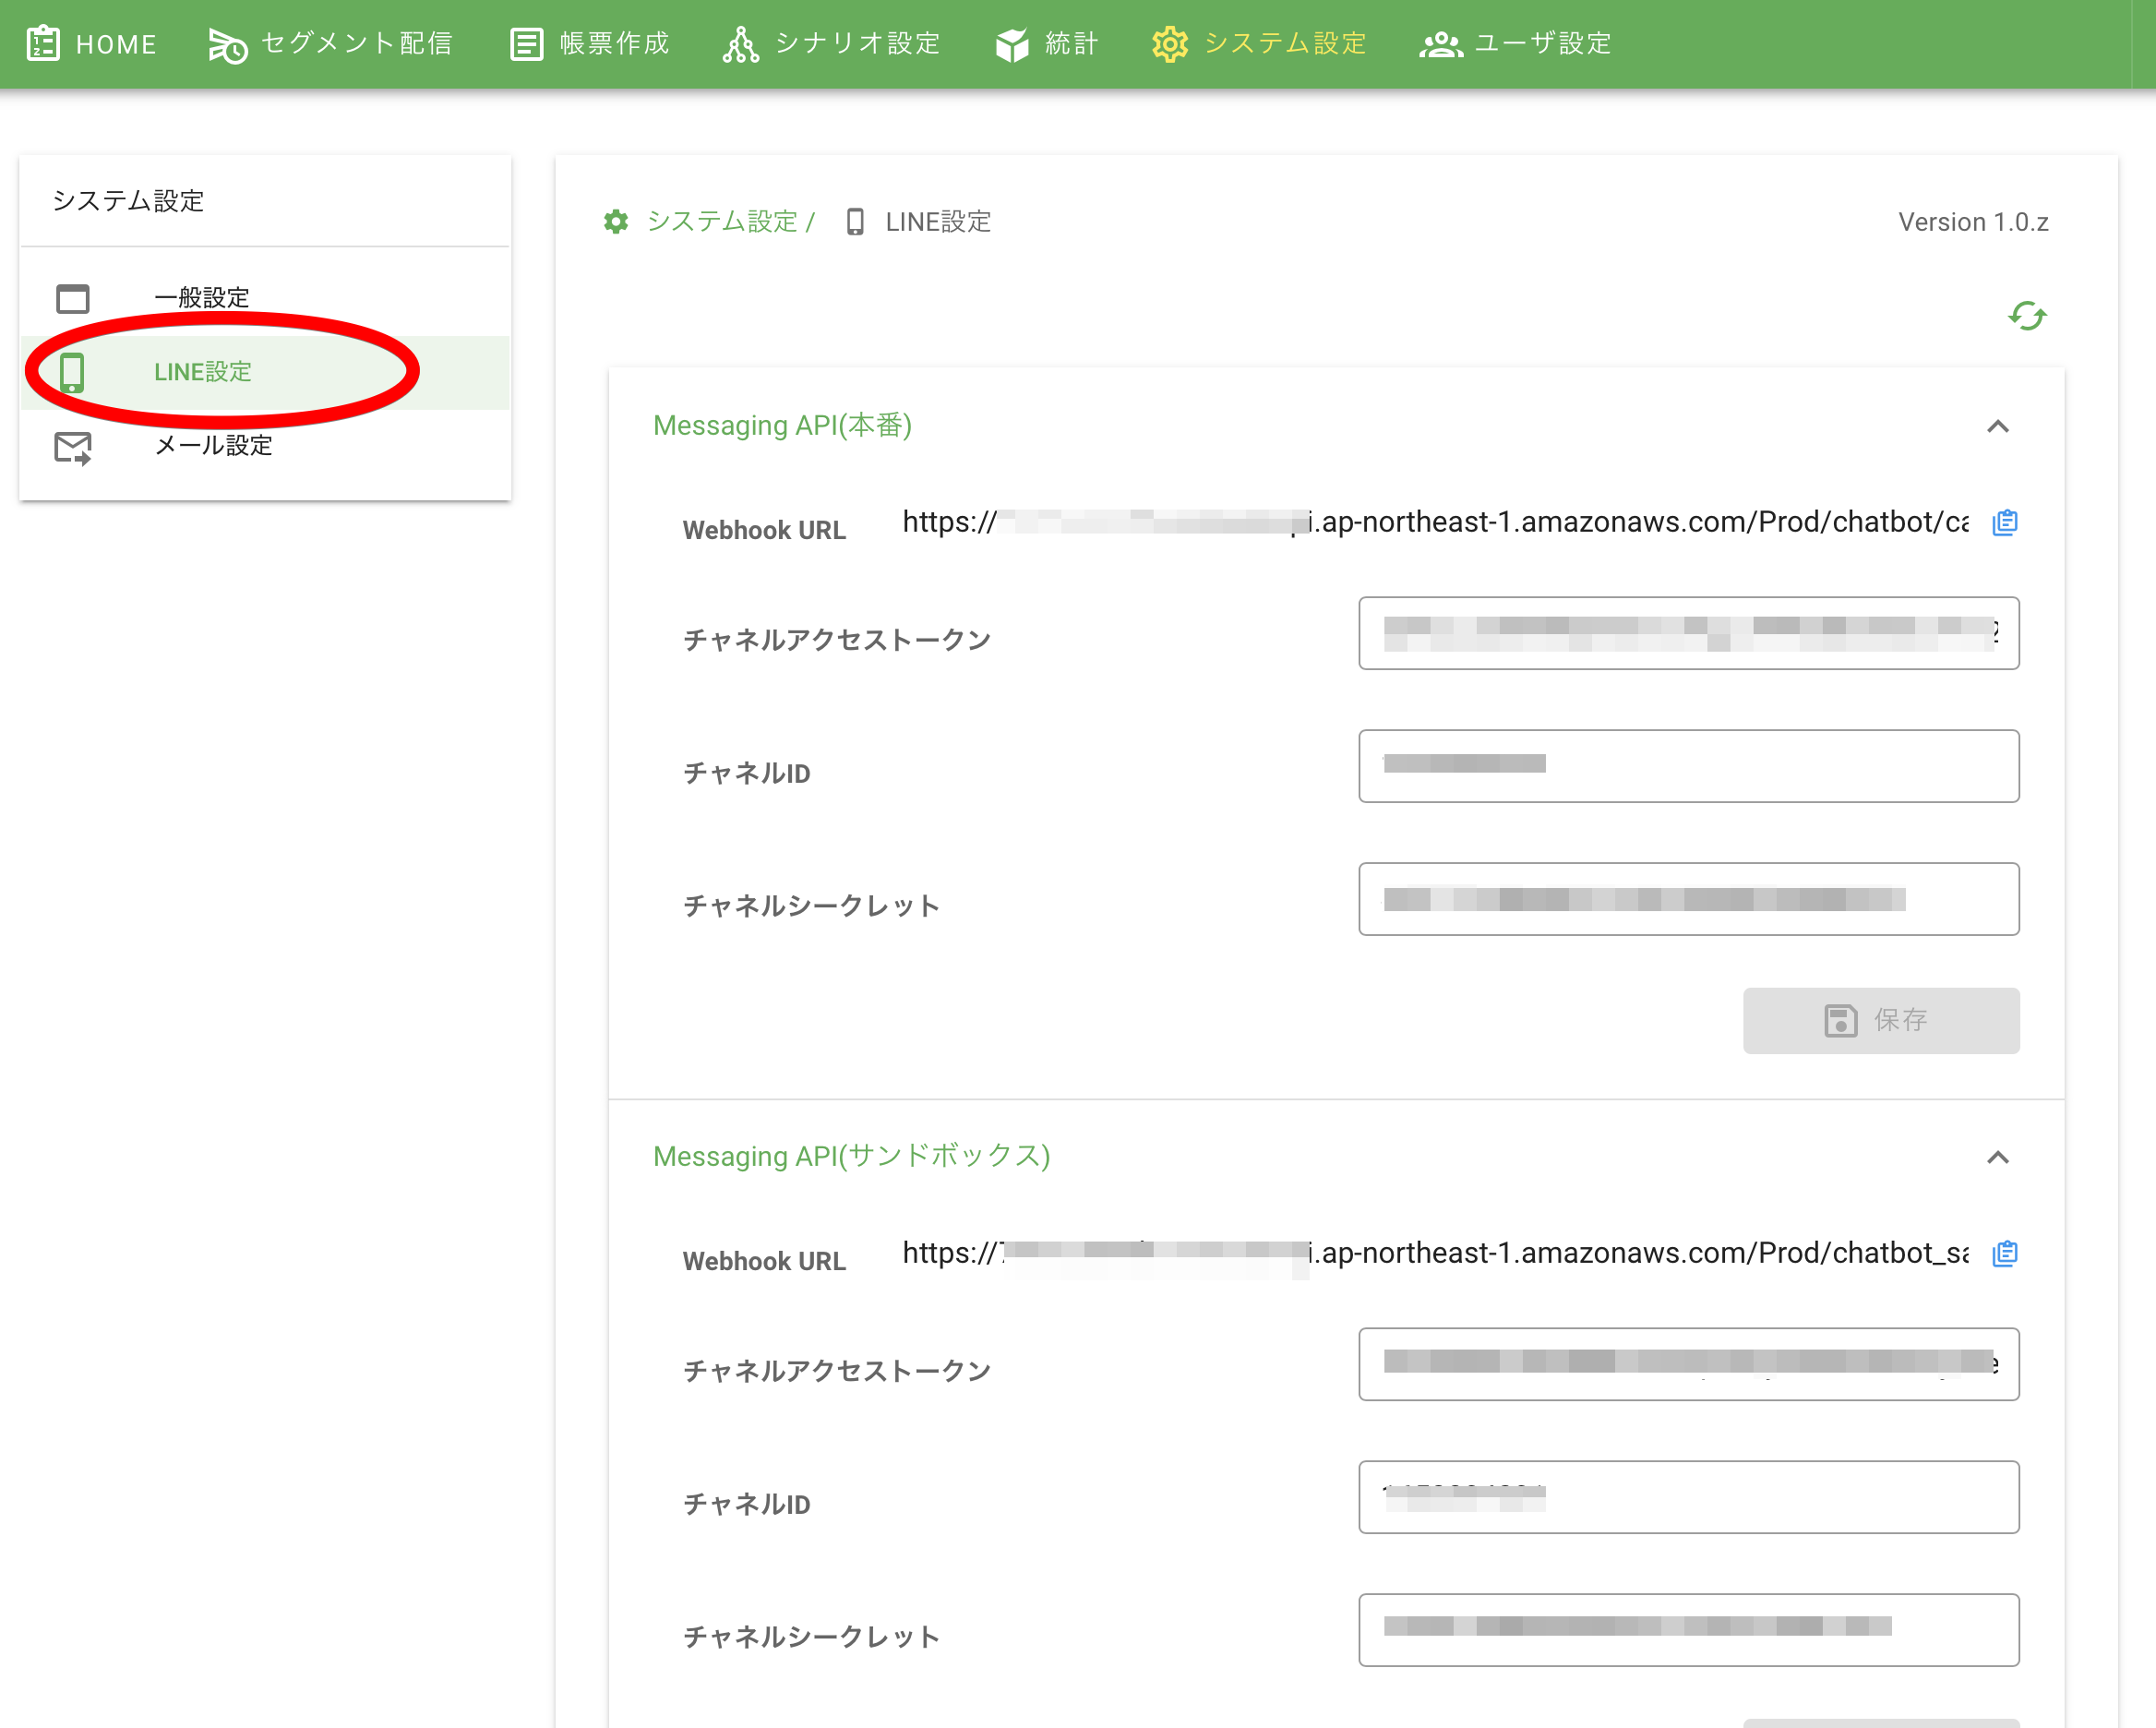 HOME セグメント配信 帳票作成 シナリオ設定 統計 システム設定 ユーザ設定
システム設定
一般設定
LINE設定
メール設定
システム設定 / LINE設定
Version 1.0.z
Messaging API(本番)
Webhook URL https:// .ap-northeast-1.amazonaws.com/Prod/chatbot/ca
チャネルアクセストークン
チャネルID
チャネルシークレット
保存
Messaging API(サンドボックス)
Webhook URL https:// i.ap-northeast-1.amazonaws.com/Prod/chatbot_sa
チャネルアクセストークン
チャネルID
チャネルシークレット